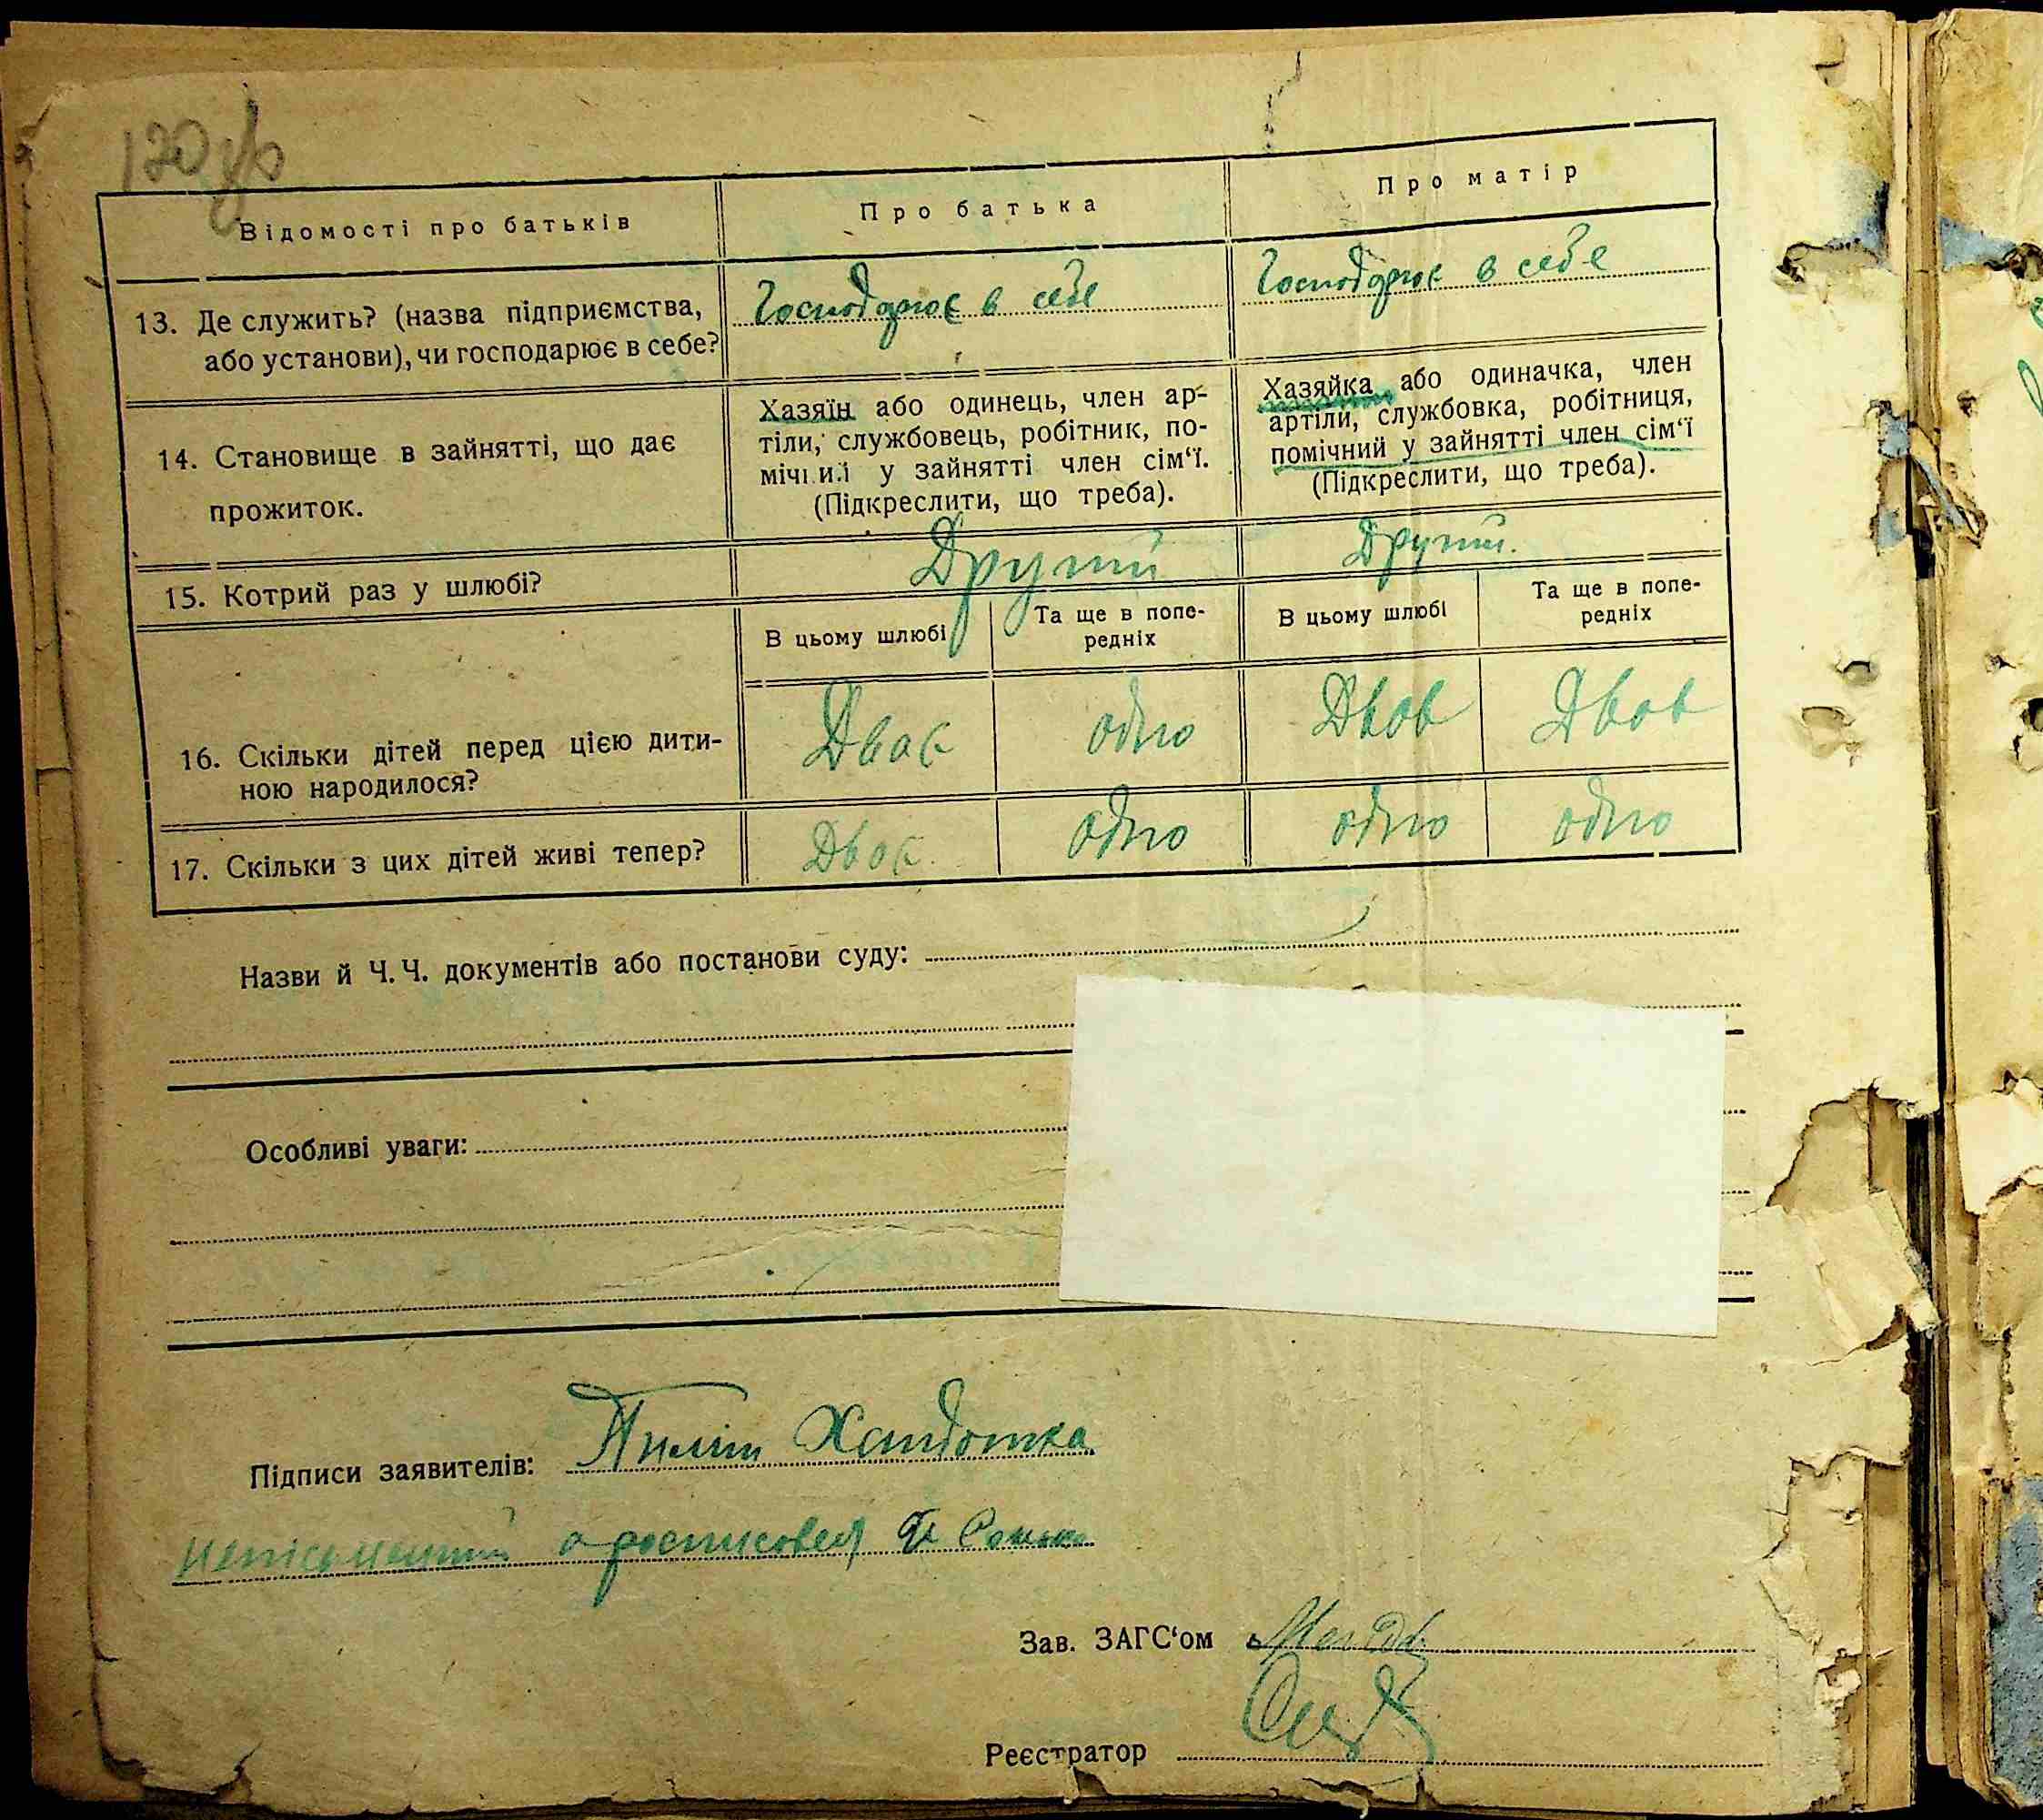 120
Відомості про батьків
Про батька
Про матір
13. Де служить? (назва підприємства,
або установи), чи господарює в себе?
Господарює в себе
Господарює в себе
14. Становище в зайнятті, що дає
прожиток.
Хазяїн або одинець, член ар-
тіли, службовець, робітник, по-
мічний у зайнятті член сім‘ї.
(Підкреслити, що треба).
Хазяйка або одиначка, член
артіли, службовка, робітниця,
помічний у зайнятті член сім‘ї
(Підкреслити, що треба).
15. Котрий раз у шлюбі?
Другий
Другий.
В цьому шлюбі
Та ще в попе-
редніх
В цьому шлюбі
Та ще в попе-
редніх
16. Скільки дітей перед цією дити-
ною народилося?
Двоє
одно
Двоє
Двоє
17. Скільки з цих дітей живі тепер?
Двоє
одно
одно
одно
Назви й Ч. Ч. документів або постанови суду:
Особливі уваги:
Підписи заявителів: Пиліп
неписьменний а росписовся
Зав. ЗАГС‘ом
Реєстратор